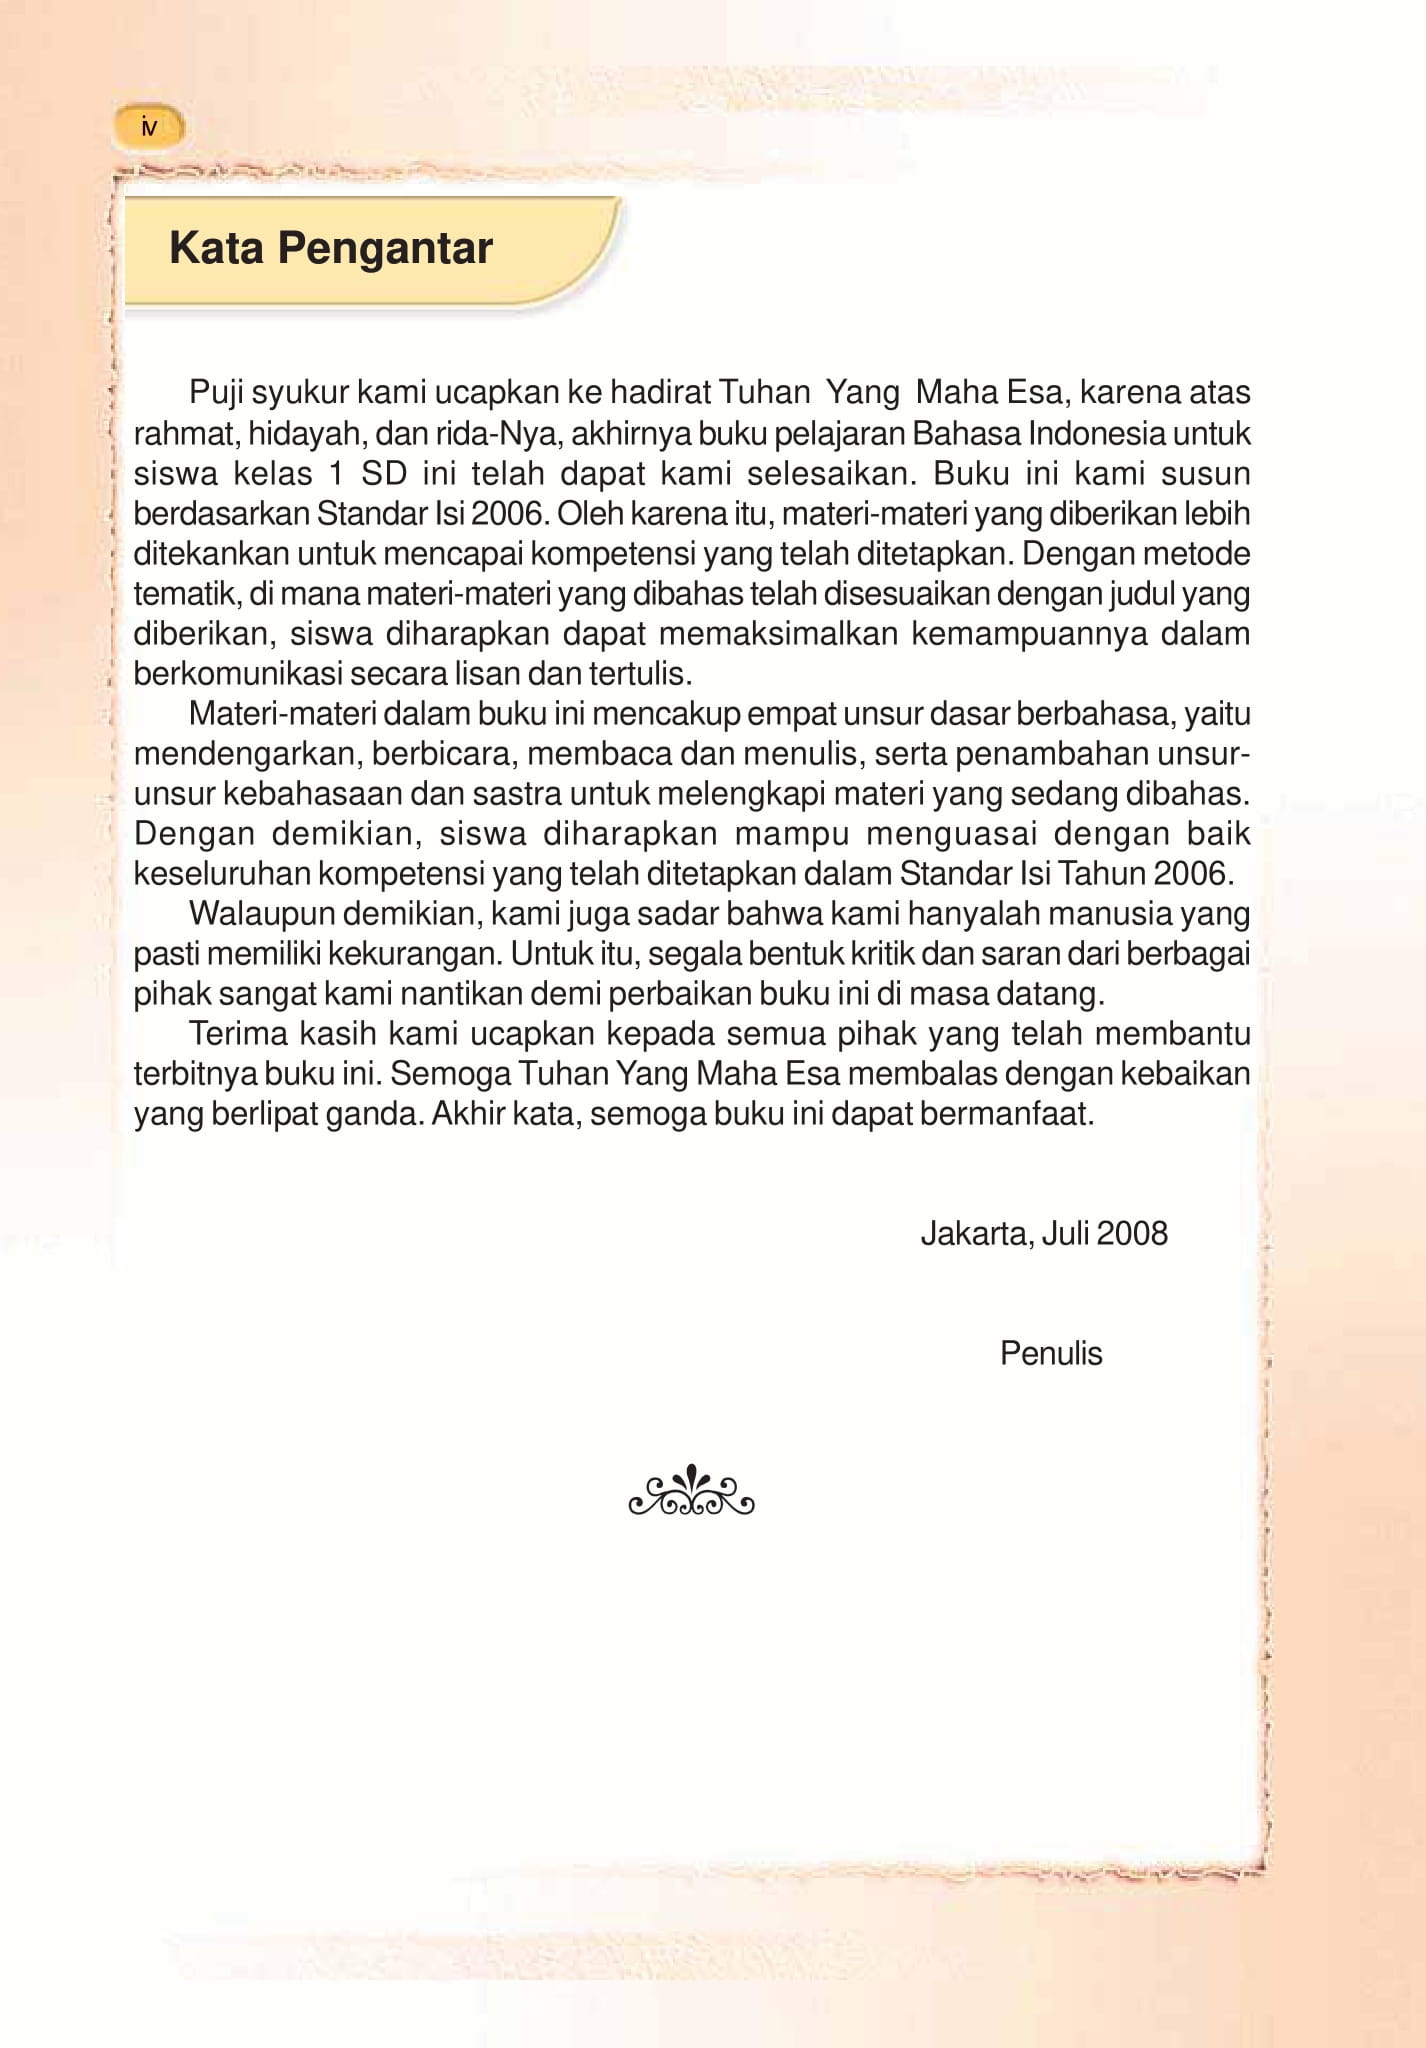 iv
Kata Pengantar
Puji syukur kami ucapkan ke hadirat Tuhan Yang Maha Esa, karena atas
rahmat, hidayah, dan rida-Nya, akhirnya buku pelajaran Bahasa Indonesia untuk
siswa kelas 1 SD ini telah dapat kami selesaikan. Buku ini kami susun
berdasarkan Standar Isi 2006. Oleh karena itu, materi-materi yang diberikan lebih
ditekankan untuk mencapai kompetensi yang telah ditetapkan. Dengan metode
tematik, di mana materi-materi yang dibahas telah disesuaikan dengan judul yang
diberikan, siswa diharapkan dapat memaksimalkan kemampuannya dalam
berkomunikasi secara lisan dan tertulis.
Materi-materi dalam buku ini mencakup empat unsur dasar berbahasa, yaitu
mendengarkan, berbicara, membaca dan menulis, serta penambahan unsur-
unsur kebahasaan dan sastra untuk melengkapi materi yang sedang dibahas.
Dengan demikian, siswa diharapkan mampu menguasai dengan baik
keseluruhan kompetensi yang telah ditetapkan dalam Standar Isi Tahun 2006.
Walaupun demikian, kami juga sadar bahwa kami hanyalah manusia yang
pasti memiliki kekurangan. Untuk itu, segala bentuk kritik dan saran dari berbagai
pihak sangat kami nantikan demi perbaikan buku ini di masa datang.
Terima kasih kami ucapkan kepada semua pihak yang telah membantu
terbitnya buku ini. Semoga Tuhan Yang Maha Esa membalas dengan kebaikan
yang berlipat ganda. Akhir kata, semoga buku ini dapat bermanfaat.
Jakarta, Juli 2008
Penulis